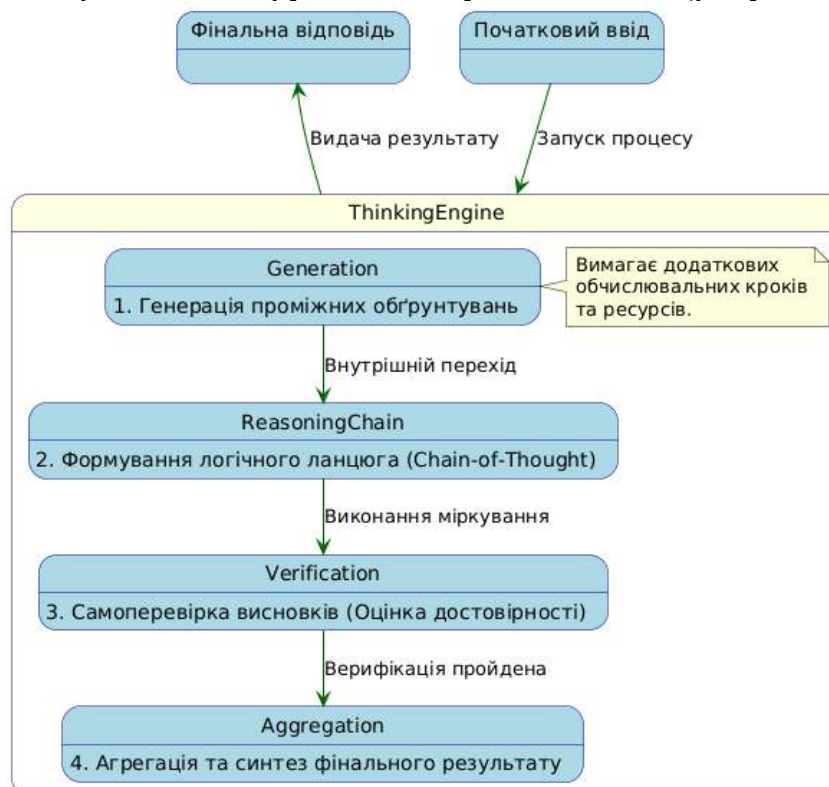 Фінальна відповідь
Початковий ввід
Видача результату
Запуск процесу
ThinkingEngine
Generation
1. Генерація проміжних обґрунтувань
Вимагає додаткових
обчислювальних кроків
та ресурсів.
Внутрішній перехід
ReasoningChain
2. Формування логічного ланцюга (Chain-of-Thought)
Виконання міркування
Verification
3. Самоперевірка висновків (Оцінка достовірності)
Верифікація пройдена
Aggregation
4. Агрегація та синтез фінального результату